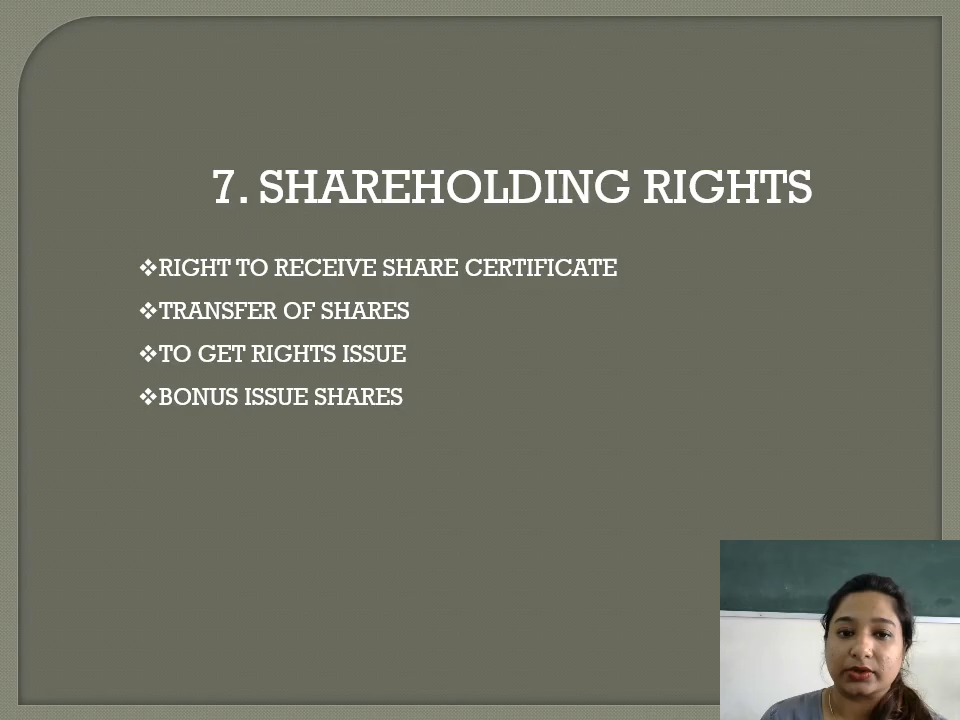 7. SHAREHOLDING RIGHTS
❖RIGHT TO RECEIVE SHARE CERTIFICATE
❖TRANSFER OF SHARES
❖TO GET RIGHTS ISSUE
❖BONUS ISSUE SHARES